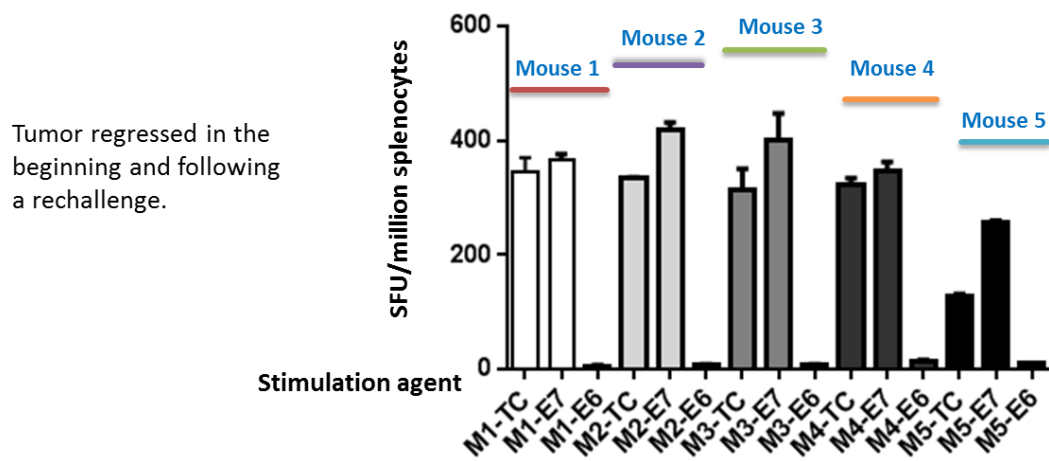 Tumor regressed in the
beginning and following
a rechallenge.
SFU/million splenocytes
600
400
200
0
Mouse 1
Mouse 2
Mouse 3
Mouse 4
Mouse 5
Stimulation agent
M1-TC
M1-E7
M1-E6
M2-TC
M2-E7
M2-E6
M3-TC
M3-E7
M3-E6
M4-TC
M4-E7
M4-E6
M5-TC
M5-E7
M5-E6